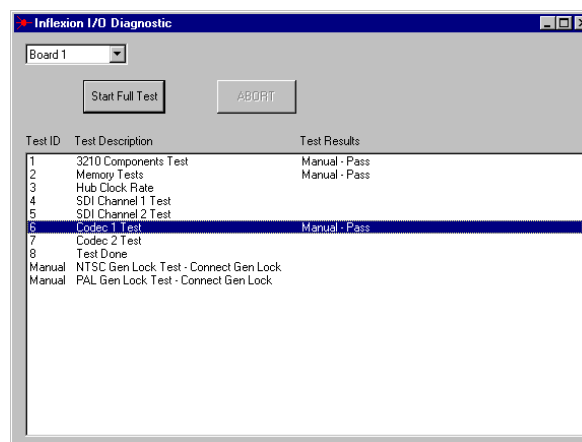 Inflexion I/O Diagnostic
Board 1
Start Full Test ABORT
Test ID Test Description Test Results
1 3210 Components Test Manual - Pass
2 Memory Tests Manual - Pass
3 Hub Clock Rate
4 SDI Channel 1 Test
5 SDI Channel 2 Test
6 Codec 1 Test Manual - Pass
7 Codec 2 Test
8 Test Done
Manual NTSC Gen Lock Test - Connect Gen Lock
Manual PAL Gen Lock Test - Connect Gen Lock